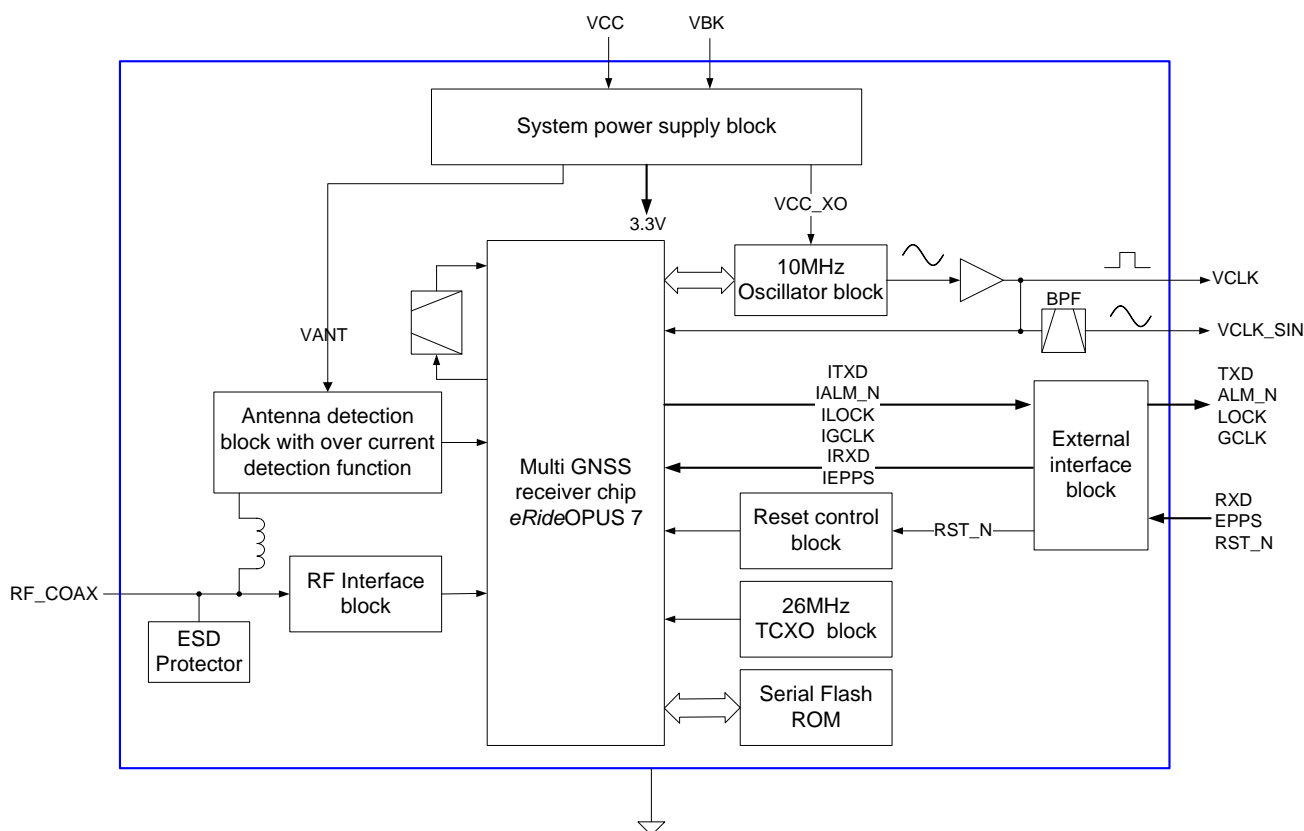 VCC
VBK
System power supply block
VCC_XO
3.3V
10MHz
Oscillator block
VCLK
BPF
VCLK_SIN
VANT
Antenna detection
block with over current
detection function
Multi GNSS
receiver chip
eRideOPUS 7
ITXD
IALM_N
ILOCK
IGCLK
IRXD
IEPPS
External
interface
block
TXD
ALM_N
LOCK
GCLK
RXD
EPPS
RST_N
Reset control
block
RST_N
RF_COAX
RF Interface
block
ESD
Protector
26MHz
TCXO block
Serial Flash
ROM